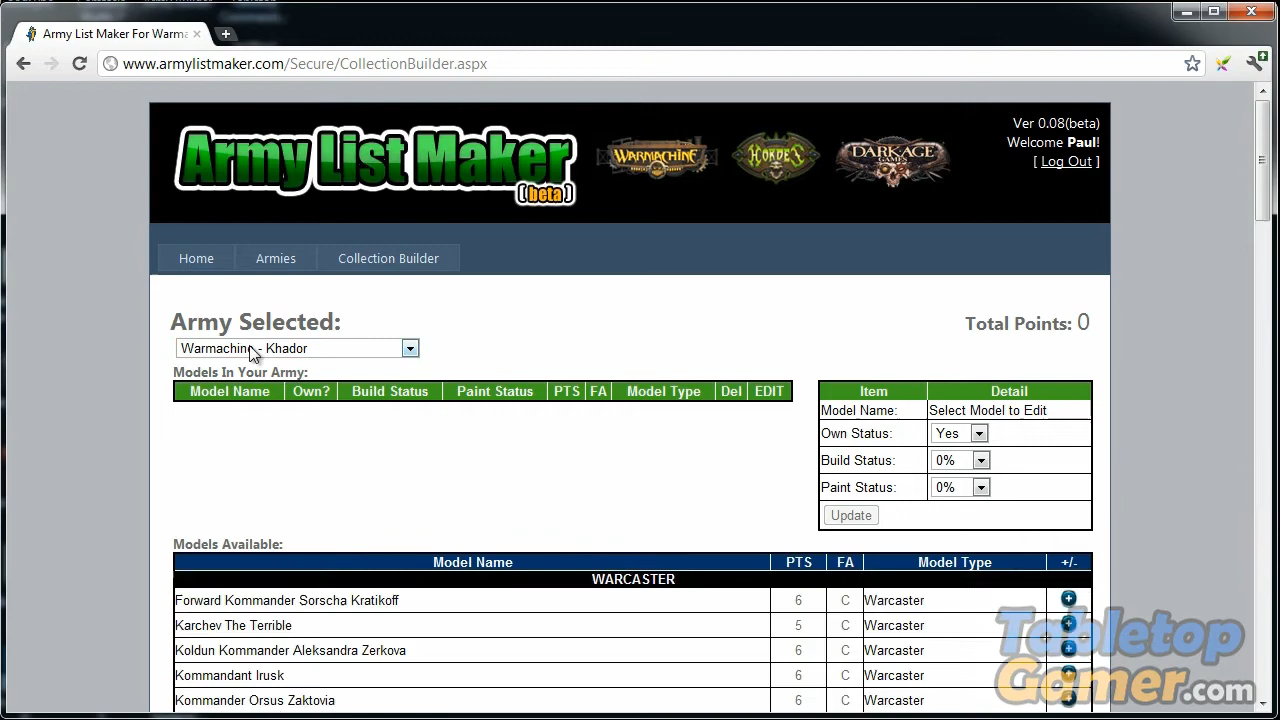 Army List Maker For Warma
www.armylistmaker.com/Secure/CollectionBuilder.aspx
Army List Maker
(beta)
WARMACHINE
HORDES
DARKAGE
GAMES
Ver 0.08(beta)
Welcome Paul!
[ Log Out ]
Home Armies Collection Builder
Army Selected:
Total Points: 0
Warmachine - Khador
Models In Your Army:
Model Name Own? Build Status Paint Status PTS FA Model Type Del EDIT
Item Detail
Model Name: Select Model to Edit
Own Status: Yes
Build Status: 0%
Paint Status: 0%
Update
Models Available:
Model Name PTS FA Model Type +/-
WARCASTER
Forward Kommander Sorscha Kratikoff 6 C Warcaster
Karchev The Terrible 5 C Warcaster
Koldun Kommander Aleksandra Zerkova 6 C Warcaster
Kommandant Irusk 6 C Warcaster
Kommander Orsus Zaktovia 6 C Warcaster
Tabletop
Gamer.com